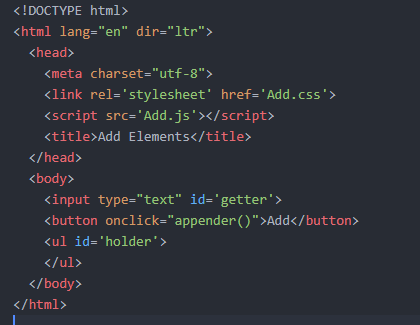 <!DOCTYPE html>
<html lang="en" dir="ltr">
  <head>
    <meta charset="utf-8">
    <link rel='stylesheet' href='Add.css'>
    <script src='Add.js'></script>
    <title>Add Elements</title>
  </head>
  <body>
    <input type="text" id='getter'>
    <button onclick="appender()">Add</button>
    <ul id='holder'>
    </ul>
  </body>
</html>